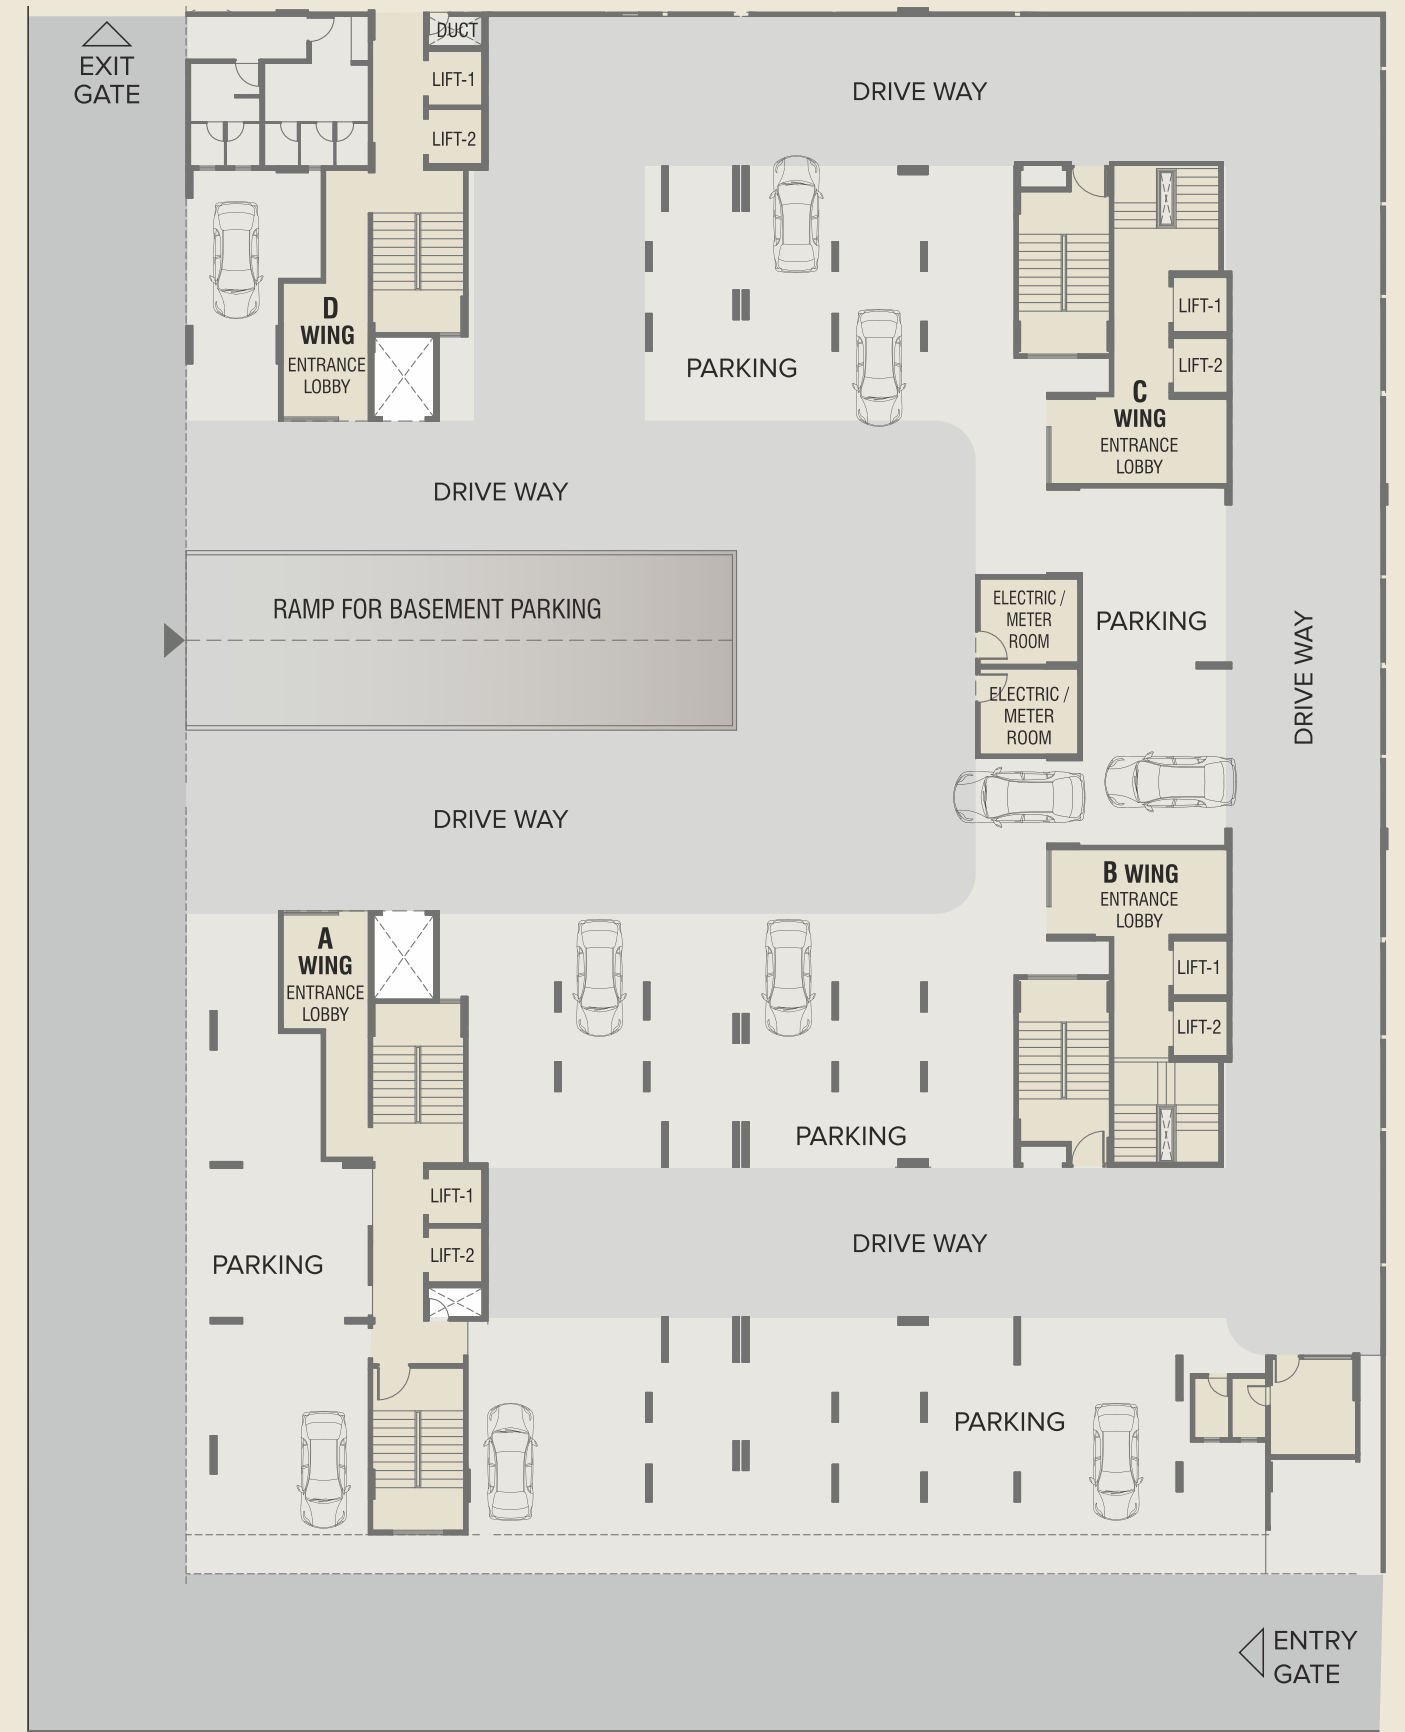 EXIT
GATE
DUCT
LIFT-1
LIFT-2
DRIVE WAY
D
WING
ENTRANCE
LOBBY
PARKING
LIFT-1
LIFT-2
C
WING
ENTRANCE
LOBBY
DRIVE WAY
RAMP FOR BASEMENT PARKING
ELECTRIC /
METER
ROOM
PARKING
ELECTRIC /
METER
ROOM
DRIVE WAY
DRIVE WAY
B WING
ENTRANCE
LOBBY
LIFT-1
LIFT-2
A
WING
ENTRANCE
LOBBY
PARKING
LIFT-1
LIFT-2
DRIVE WAY
PARKING
PARKING
ENTRY
GATE